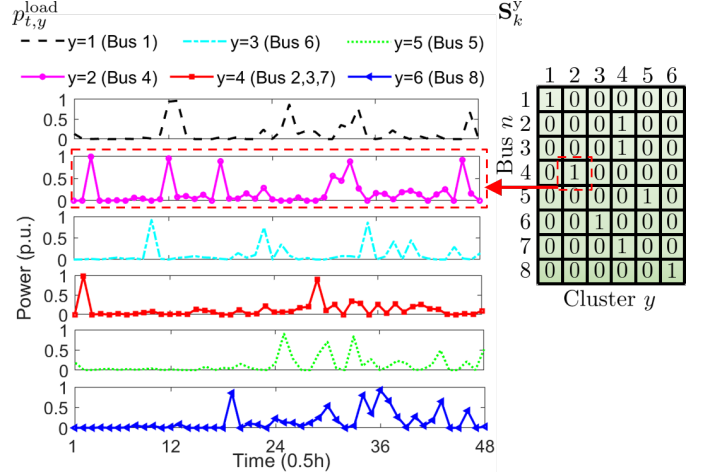 p_{t,y}^{load}
S_k^y
y=1 (Bus 1) y=3 (Bus 6) y=5 (Bus 5)
y=2 (Bus 4) y=4 (Bus 2,3,7) y=6 (Bus 8)
Power (p.u.)
1
0.5
0
1
0.5
0
1
0.5
0
1
0.5
0
1
0.5
0
1
0.5
0
1 12 24 36 48
Time (0.5h)
1 2 3 4 5 6
Bus n
1 1 0 0 0 0 0
2 0 0 0 1 0 0
3 0 0 0 1 0 0
4 0 1 0 0 0 0
5 0 0 0 0 1 0
6 0 0 1 0 0 0
7 0 0 0 1 0 0
8 0 0 0 0 0 1
Cluster y